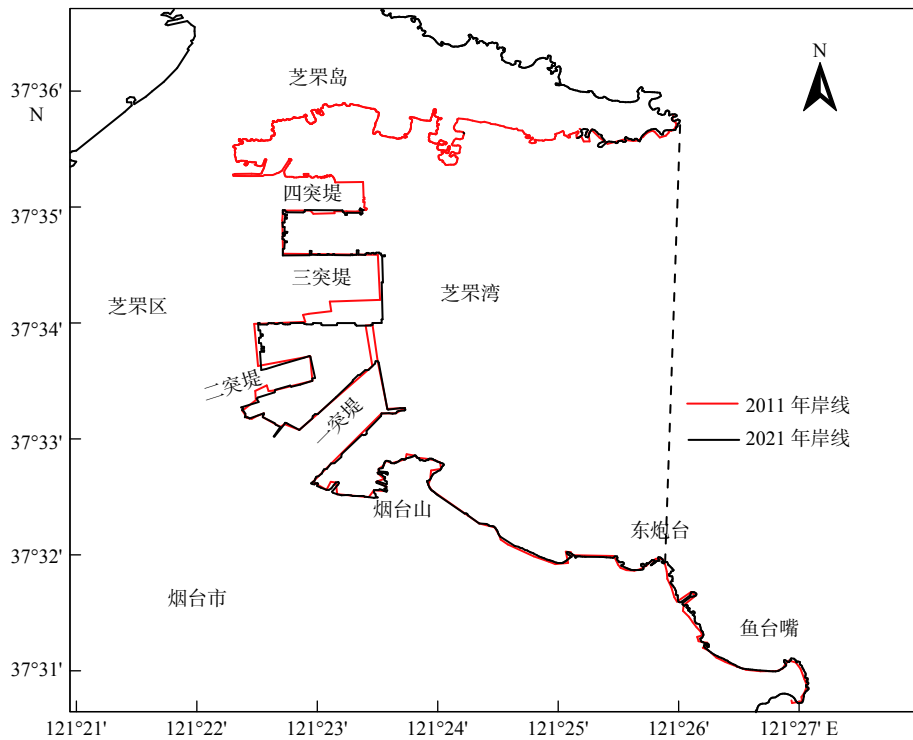 37°36'
N
芝罘岛
N
四突堤
37°35'
三突堤
芝罘湾
芝罘区
37°34'
二突堤
一突堤
2011 年岸线
2021 年岸线
37°33'
烟台山
东炮台
37°32'
烟台市
鱼台嘴
37°31'
121°21' 121°22' 121°23' 121°24' 121°25' 121°26' 121°27' E